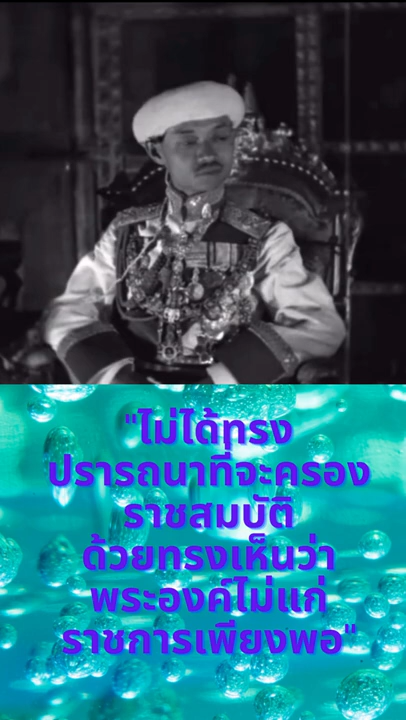 "ไม่ได้ทรง
ปรารถนาที่จะครอง
ราชสมบัติ
ด้วยทรงเห็นว่า
พระองค์ไม่แก่
ราชการเพียงพอ"